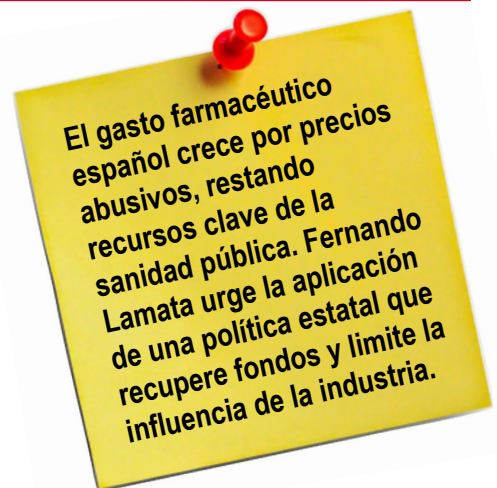 El gasto farmacéutico
español crece por precios
abusivos, restando
recursos clave de la
sanidad pública. Fernando
Lamata urge la aplicación
de una política estatal que
recupere fondos y limite la
influencia de la industria.